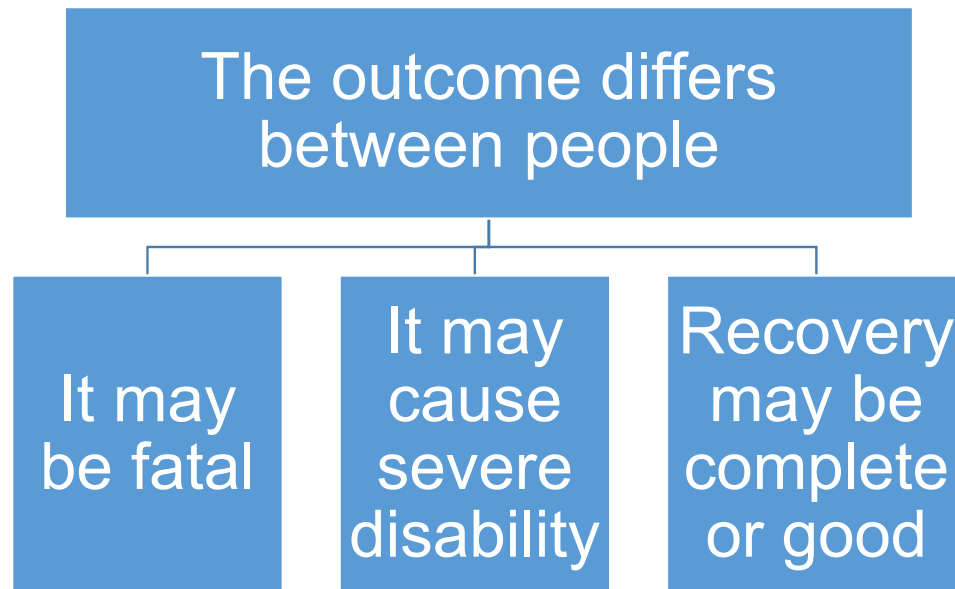 The outcome differs
between people
It may
be fatal
It may
cause
severe
disability
Recovery
may be
complete
or good